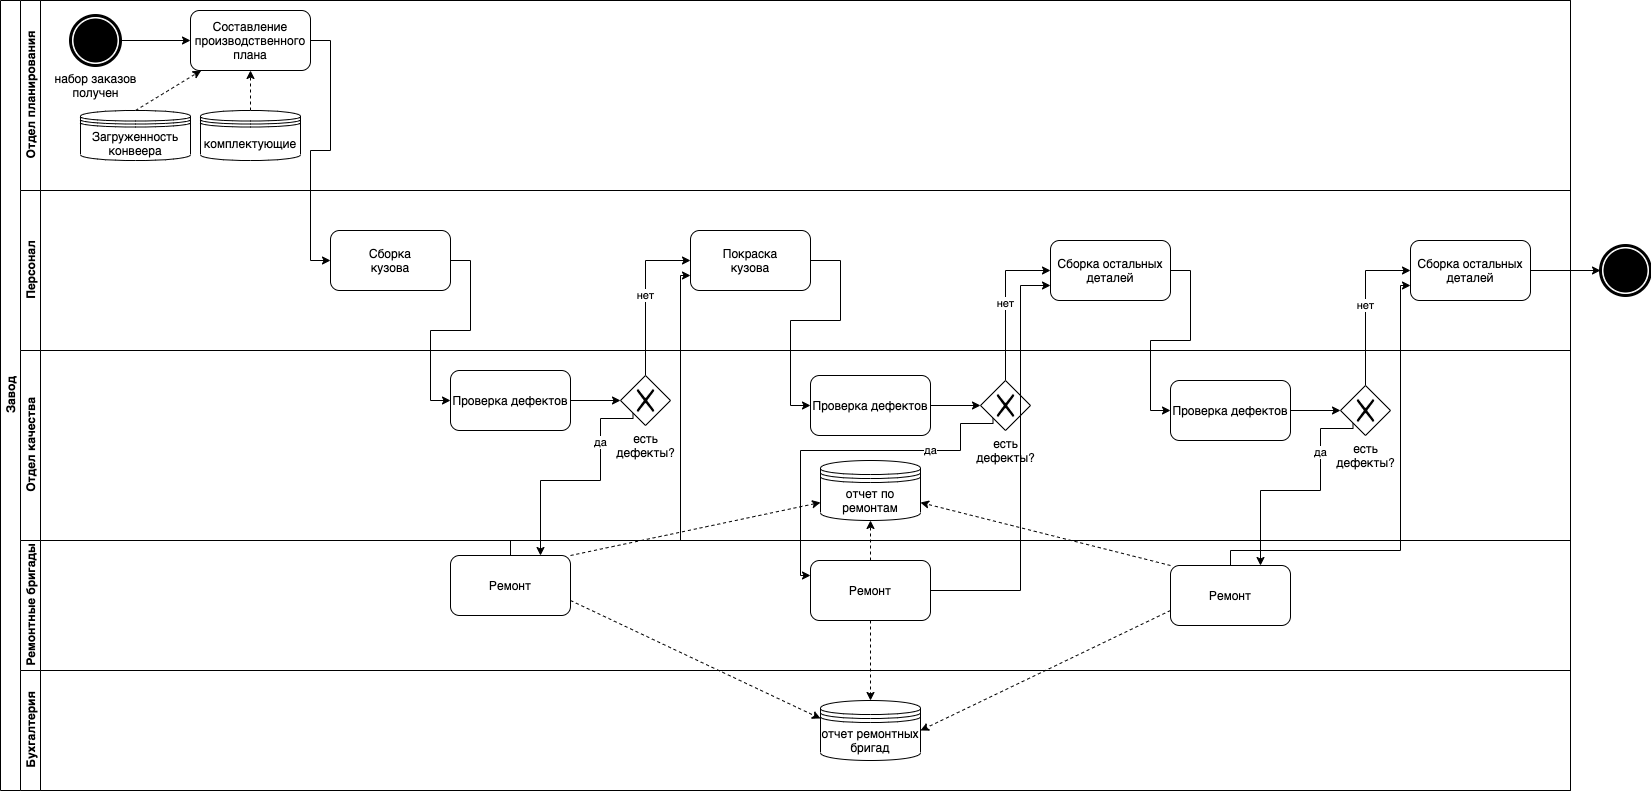 Завод
Отдел планирования
набор заказов
получен
Составление
производственного
плана
Загруженность
конвеера
комплектующие
Персонал
Сборка
кузова
Покраска
кузова
Сборка остальных
деталей
Сборка остальных
деталей
нет
нет
нет
Отдел качества
Проверка дефектов
есть
дефекты?
да
Проверка дефектов
есть
дефекты?
да
Проверка дефектов
есть
дефекты?
да
отчет по
ремонтам
Ремонтные бригады
Ремонт
Ремонт
Ремонт
Бухгалтерия
отчет ремонтных
бригад